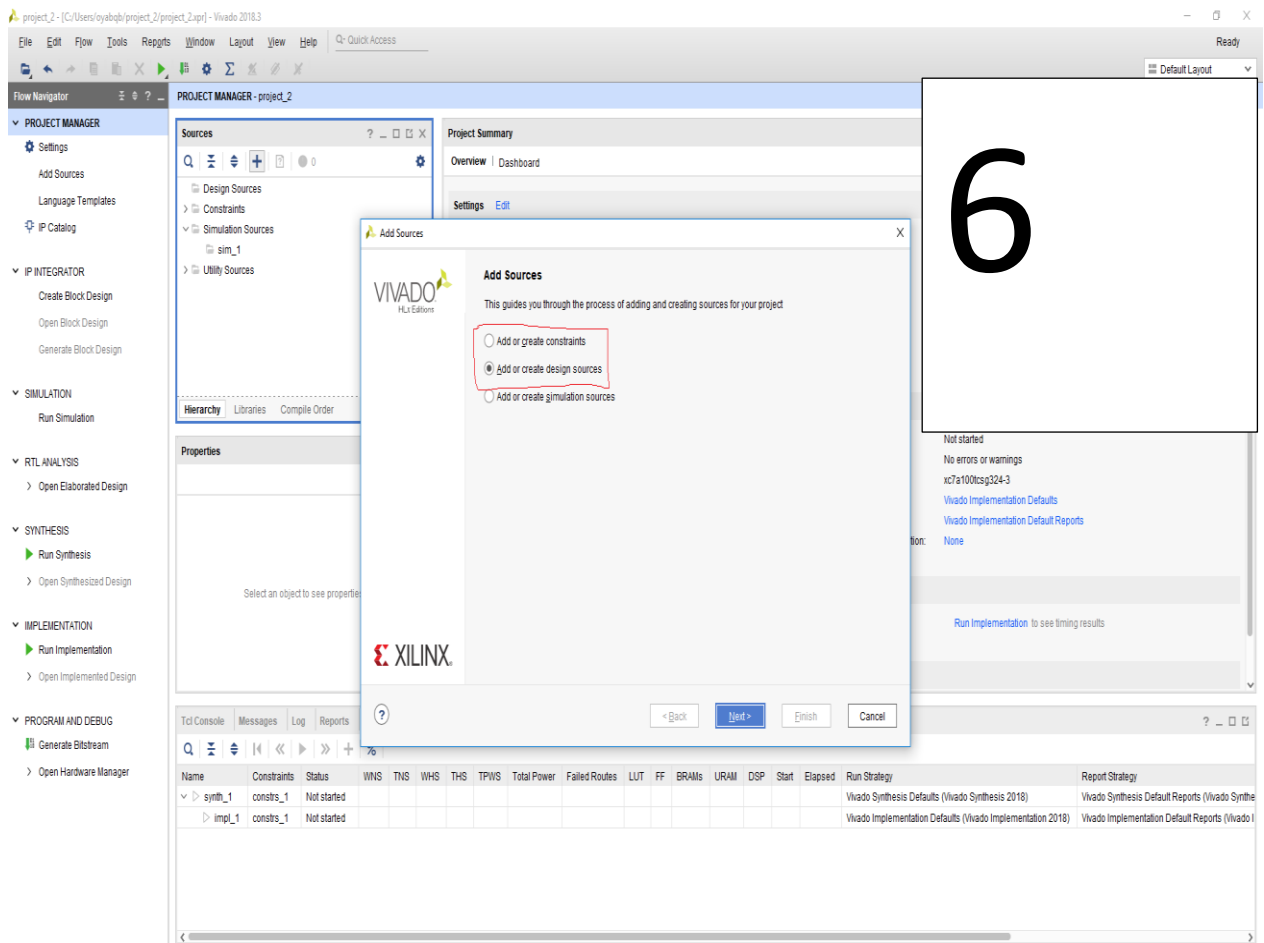 project_2 - [C:/Users/oyabqb/project_2/project_2.xpr] - Vivado 2018.3
File Edit Flow Tools Reports Window Layout View Help Q- Quick Access
Ready
Default Layout
Flow Navigator
PROJECT MANAGER - project_2
PROJECT MANAGER
Settings
Add Sources
Language Templates
IP Catalog
IP INTEGRATOR
Create Block Design
Open Block Design
Generate Block Design
SIMULATION
Run Simulation
RTL ANALYSIS
Open Elaborated Design
SYNTHESIS
Run Synthesis
Open Synthesized Design
IMPLEMENTATION
Run Implementation
Open Implemented Design
PROGRAM AND DEBUG
Generate Bitstream
Open Hardware Manager
Sources
0
Design Sources
Constraints
Simulation Sources
sim_1
Utility Sources
Hierarchy Libraries Compile Order
Properties
Select an object to see propertie
Project Summary
Overview | Dashboard
Settings Edit
6
Add Sources
VIVADO
HLx Editions
Add Sources
This guides you through the process of adding and creating sources for your project
Add or create constraints
Add or create design sources
Add or create simulation sources
XILINX
< Back Next > Finish Cancel
Not started
No errors or warnings
xc7a100tcsg324-3
Vivado Implementation Defaults
Vivado Implementation Default Reports
tion: None
Run Implementation to see timing results
Tcl Console Messages Log Reports
Name Constraints Status WNS TNS WHS THS TPWS Total Power Failed Routes LUT FF BRAMs URAM DSP Start Elapsed Run Strategy Report Strategy
synth_1 constrs_1 Not started Vivado Synthesis Defaults (Vivado Synthesis 2018) Vivado Synthesis Default Reports (Vivado Synthe
impl_1 constrs_1 Not started Vivado Implementation Defaults (Vivado Implementation 2018) Vivado Implementation Default Reports (Vivado I